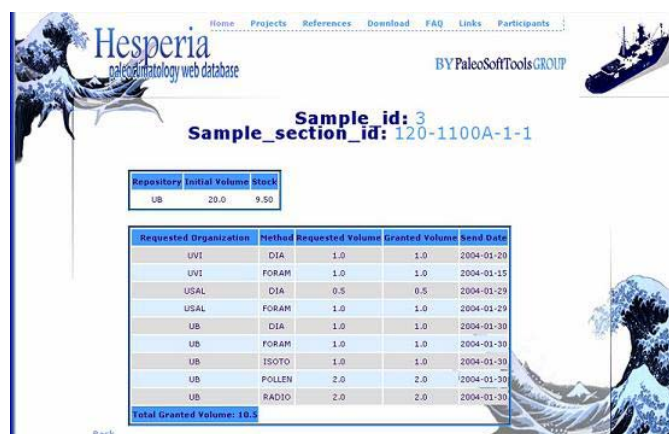 Home Projects References Download FAQ Links Participants
Hesperia
paleoclimatology web database
BY PaleoSoftTools GROUP
Sample_id: 3
Sample_section_id: 120-1100A-1-1
Repository Initial Volume Stock
UB 20.0 9.50
Requested Organization Method Requested Volume Granted Volume Send Date
UVI DIA 1.0 1.0 2004-01-20
UVI FORAM 1.0 1.0 2004-01-15
USAL DIA 0.5 0.5 2004-01-29
USAL FORAM 1.0 1.0 2004-01-29
UB DIA 1.0 1.0 2004-01-30
UB FORAM 1.0 1.0 2004-01-30
UB ISOTO 1.0 1.0 2004-01-30
UB POLLEN 2.0 2.0 2004-01-30
UB RADIO 2.0 2.0 2004-01-30
Total Granted Volume: 10.5
Back